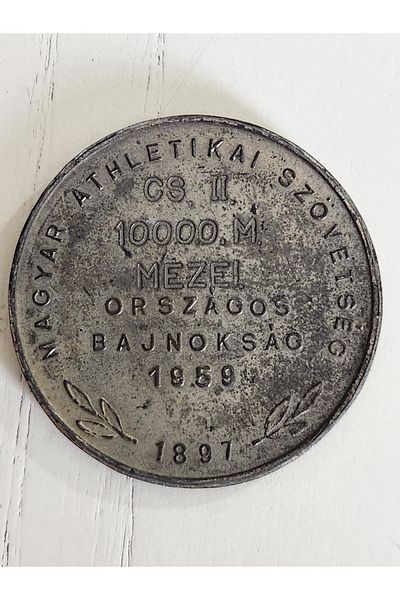 MAGYAR ATHLETIKAI SZÖVETSÉG
CS. II.
10000. M.
MEZEI.
ORSZÁGOS
BAJNOKSÁG
1959
1897